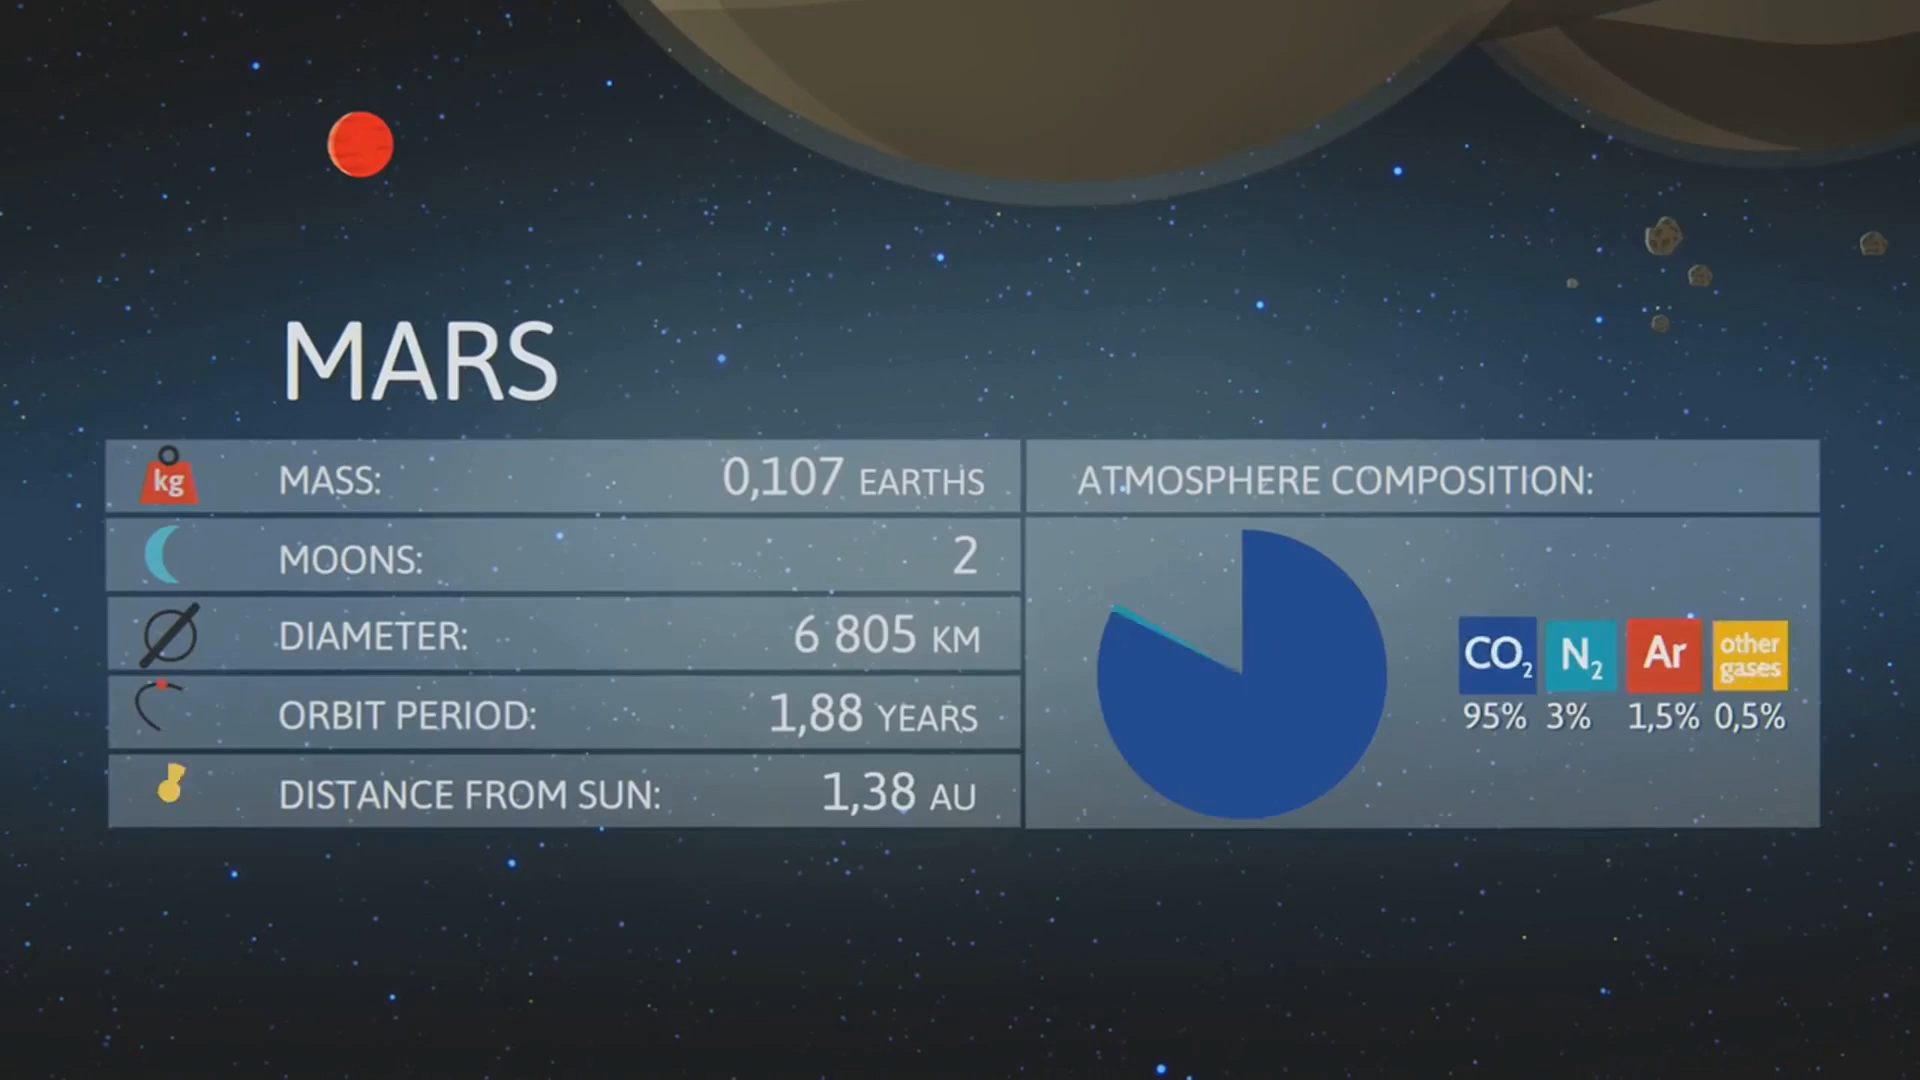 MARS
kg MASS: 0,107 EARTHS
MOONS: 2
DIAMETER: 6 805 KM
ORBIT PERIOD: 1,88 YEARS
DISTANCE FROM SUN: 1,38 AU
ATMOSPHERE COMPOSITION:
CO₂ N₂ Ar other gases
95% 3% 1,5% 0,5%